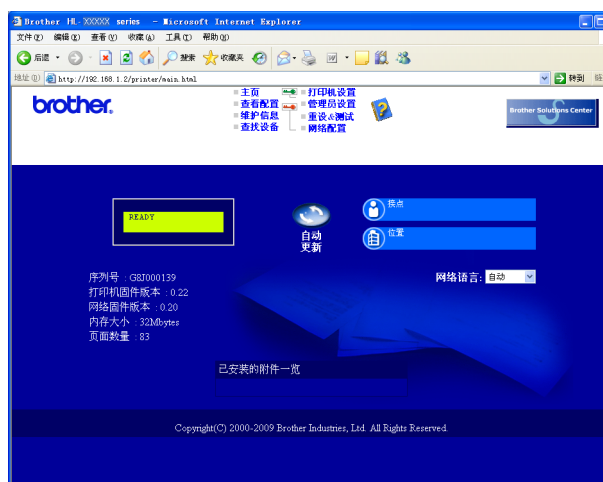 Brother HL-XXXXX series - Microsoft Internet Explorer
文件(F) 编辑(E) 查看(V) 收藏(A) 工具(T) 帮助(H)
后退 搜索 收藏夹
地址(D) http://192.168.1.2/printer/main.html 转到
brother.
主页 打印机设置
查看配置 管理员设置
维护信息 重设&测试
查找设备 网络配置
Brother Solutions Center
READY
自动
更新
接点
位置
序列号 : G8J000139
打印机固件版本 : 0.22
网络固件版本 : 0.20
内存大小 : 32Mbytes
页面数量 : 83
网络语言: 自动
已安装的附件一览
Copyright(C) 2000-2009 Brother Industries, Ltd. All Rights Reserved.